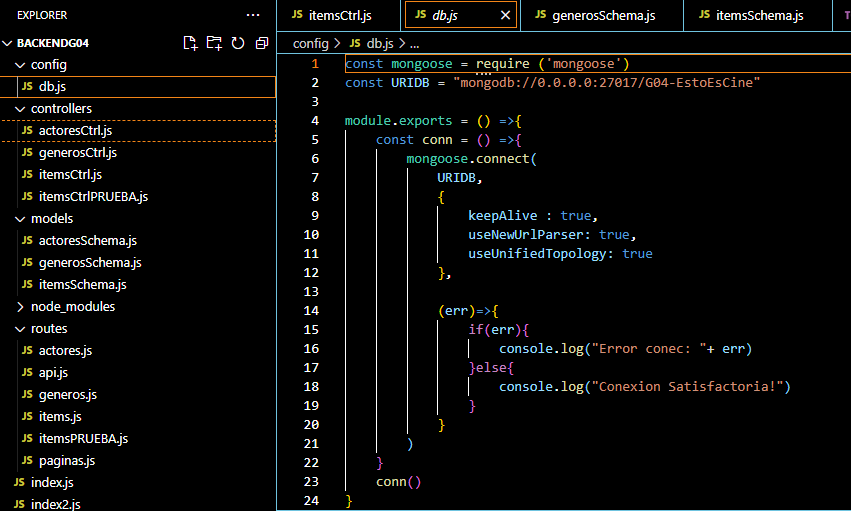 EXPLORER
BACKENDG04
config
JS db.js
controllers
JS actoresCtrl.js
JS generosCtrl.js
JS itemsCtrl.js
JS itemsCtrlPRUEBA.js
models
JS actoresSchema.js
JS generosSchema.js
JS itemsSchema.js
node_modules
routes
JS actores.js
JS api.js
JS generos.js
JS items.js
JS itemsPRUEBA.js
JS paginas.js
JS index.js
JS index2.js
JS itemsCtrl.js JS db.js JS generosSchema.js JS itemsSchema.js
config > JS db.js > ...
1 const mongoose = require ('mongoose')
2 const URIDB = "mongodb://0.0.0.0:27017/G04-EstoEsCine"
3
4 module.exports = () =>{
5 const conn = () =>{
6 mongoose.connect(
7 URIDB,
8 {
9 keepAlive : true,
10 useNewUrlParser: true,
11 useUnifiedTopology: true
12 },
13
14 (err)=>{
15 if(err){
16 console.log("Error conec: "+ err)
17 }else{
18 console.log("Conexion Satisfactoria!")
19 }
20 }
21 )
22 }
23 conn()
24 }